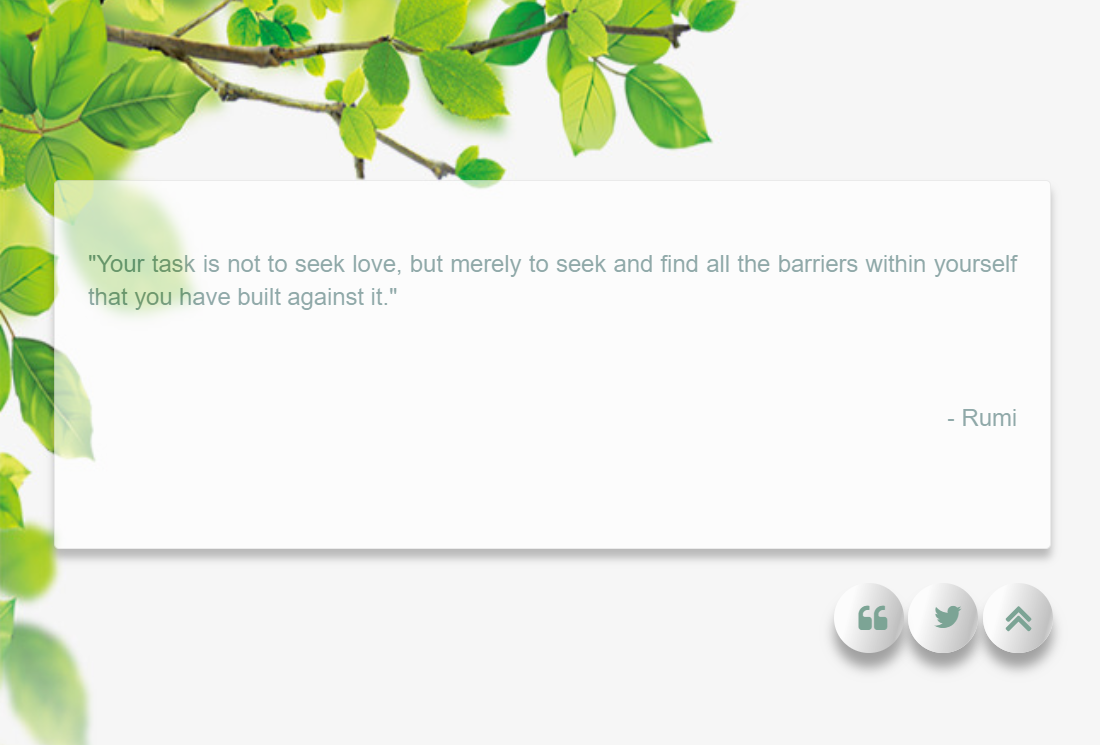 "Your task is not to seek love, but merely to seek and find all the barriers within yourself
that you have built against it."
- Rumi